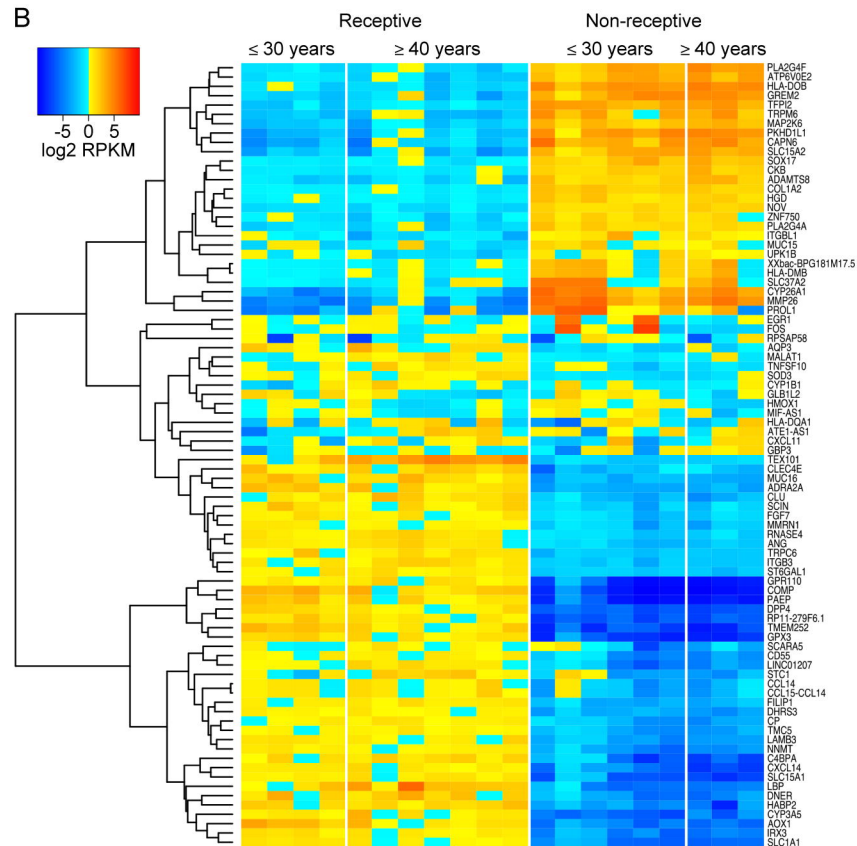 B
Receptive
Non-receptive
≤ 30 years
≥ 40 years
≤ 30 years
≥ 40 years
-5 0 5
log2 RPKM
PLA2G4F
ATP6V0E2
HLA-DOB
GREM2
TFPI2
TRPM6
MAP2K6
PKHD1L1
CAPN6
SLC15A2
SOX17
CKB
ADAMTS8
COL1A2
HGD
NOV
ZNF750
PLA2G4A
ITGBL1
MUC15
UPK1B
XXbac-BPG181M17.5
HLA-DMB
SLC37A2
CYP26A1
MMP26
PROL1
EGR1
FOS
RPSAP58
AQP3
MALAT1
TNFSF10
SOD3
CYP1B1
GLB1L2
HMOX1
MIF-AS1
HLA-DQA1
ATE1-AS1
CXCL11
GBP3
TEX101
CLEC4E
MUC16
ADRA2A
CLU
SCIN
FGF7
MMRN1
RNASE4
ANG
TRPC6
ITGB3
ST6GAL1
GPR110
COMP
PAEP
DPP4
RP11-279F6.1
TMEM252
GPX3
SCARA5
CD55
LINC01207
STC1
CCL14
CCL15-CCL14
FILIP1
DHRS3
CP
TMC5
LAMB3
NNMT
C4BPA
CXCL14
SLC15A1
LBP
DNER
HABP2
CYP3A5
AOX1
IRX3
SLC1A1